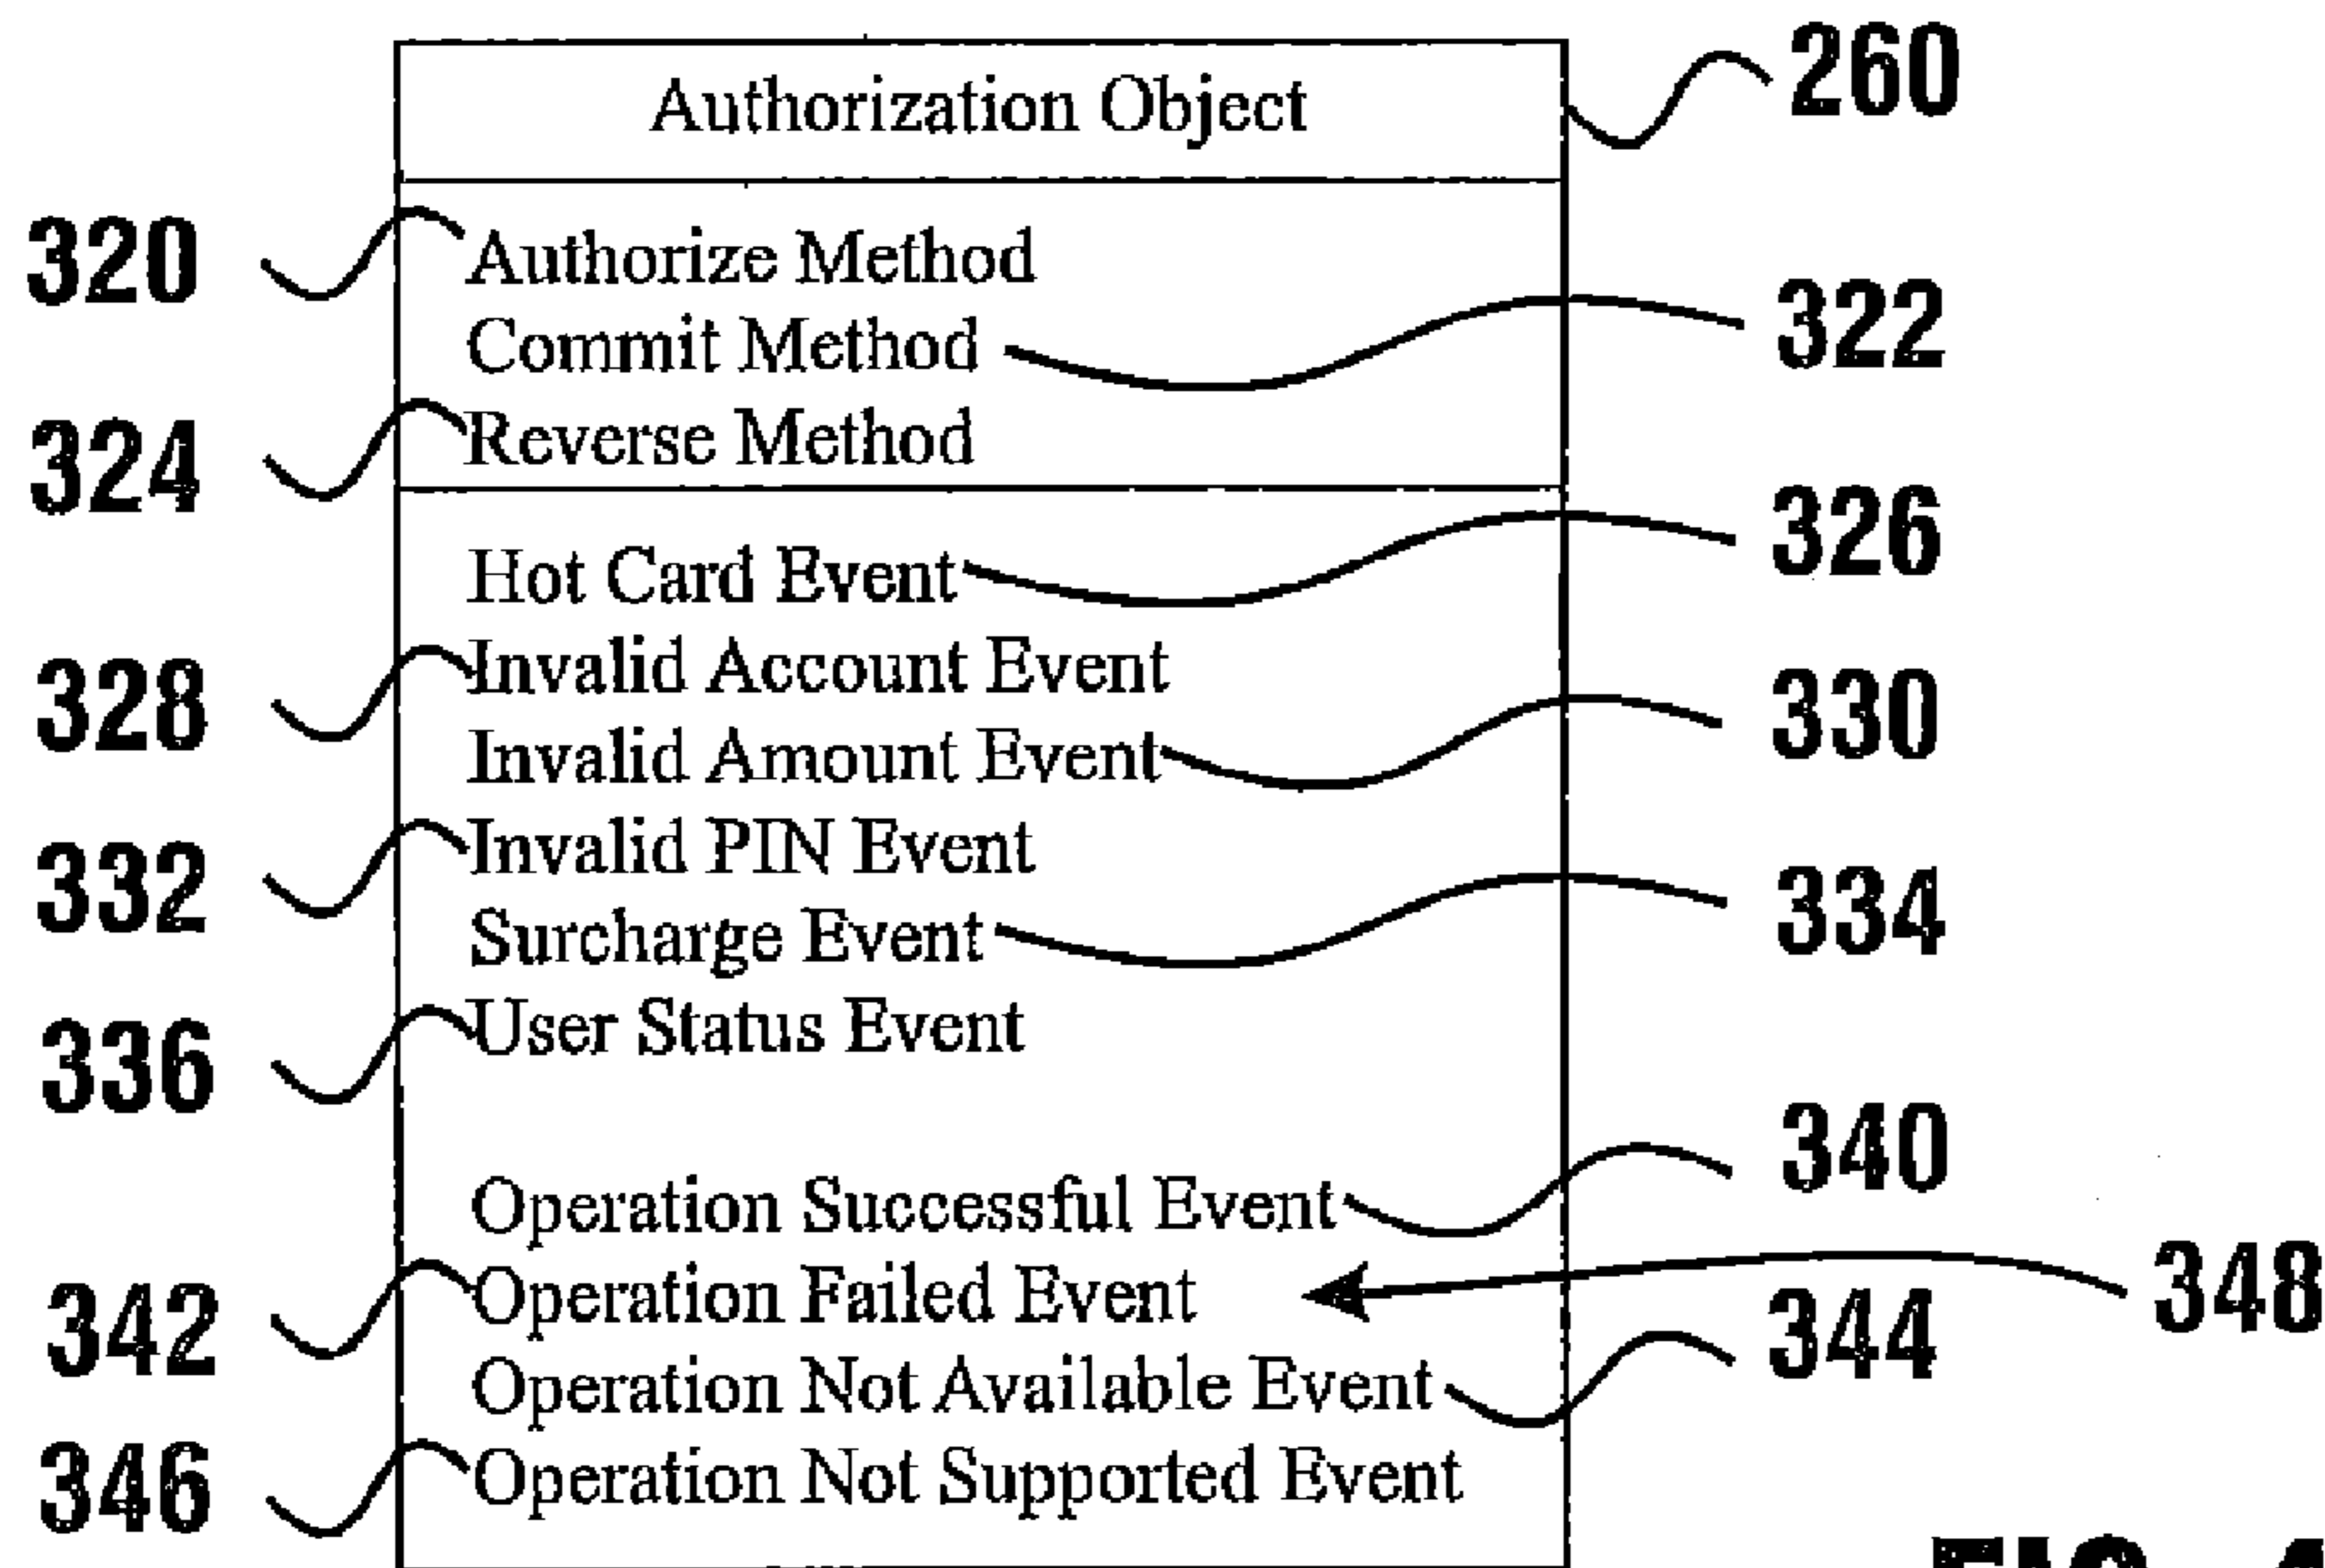 Authorization Object 260
320 Authorize Method
Commit Method 322
324 Reverse Method
Hot Card Event 326
328 Invalid Account Event
Invalid Amount Event 330
332 Invalid PIN Event
Surcharge Event 334
336 User Status Event
Operation Successful Event 340
342 Operation Failed Event 348
Operation Not Available Event 344
346 Operation Not Supported Event